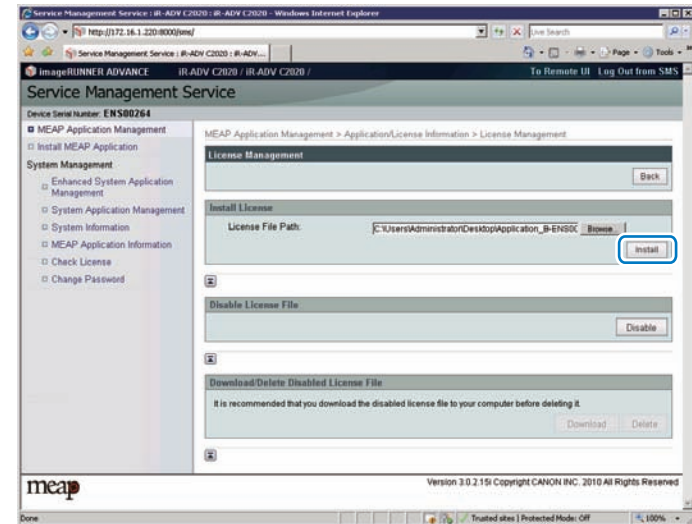 Service Management Service : iR-ADV C2020 : iR-ADV C2020 - Windows Internet Explorer
http://172.16.1.220:8000/sms/
Live Search
Service Management Service : iR-ADV C2020 : iR-ADV...
Page
Tools
imageRUNNER ADVANCE
iR-ADV C2020 / iR-ADV C2020 /
To Remote UI Log Out from SMS
Service Management Service
Device Serial Number: ENS00264
MEAP Application Management
MEAP Application Management > Application/License Information > License Management
Install MEAP Application
License Management
System Management
Back
Enhanced System Application
Management
System Application Management
Install License
System Information
License File Path:
C:\Users\Administrator\Desktop\Application_B-ENS0(
Browse...
MEAP Application Information
Install
Check License
Change Password
Disable License File
Disable
Download/Delete Disabled License File
It is recommended that you download the disabled license file to your computer before deleting it.
Download
Delete
meap
Version 3.0.2.15i Copyright CANON INC. 2010 All Rights Reserved
Done
Trusted sites | Protected Mode: Off
100%